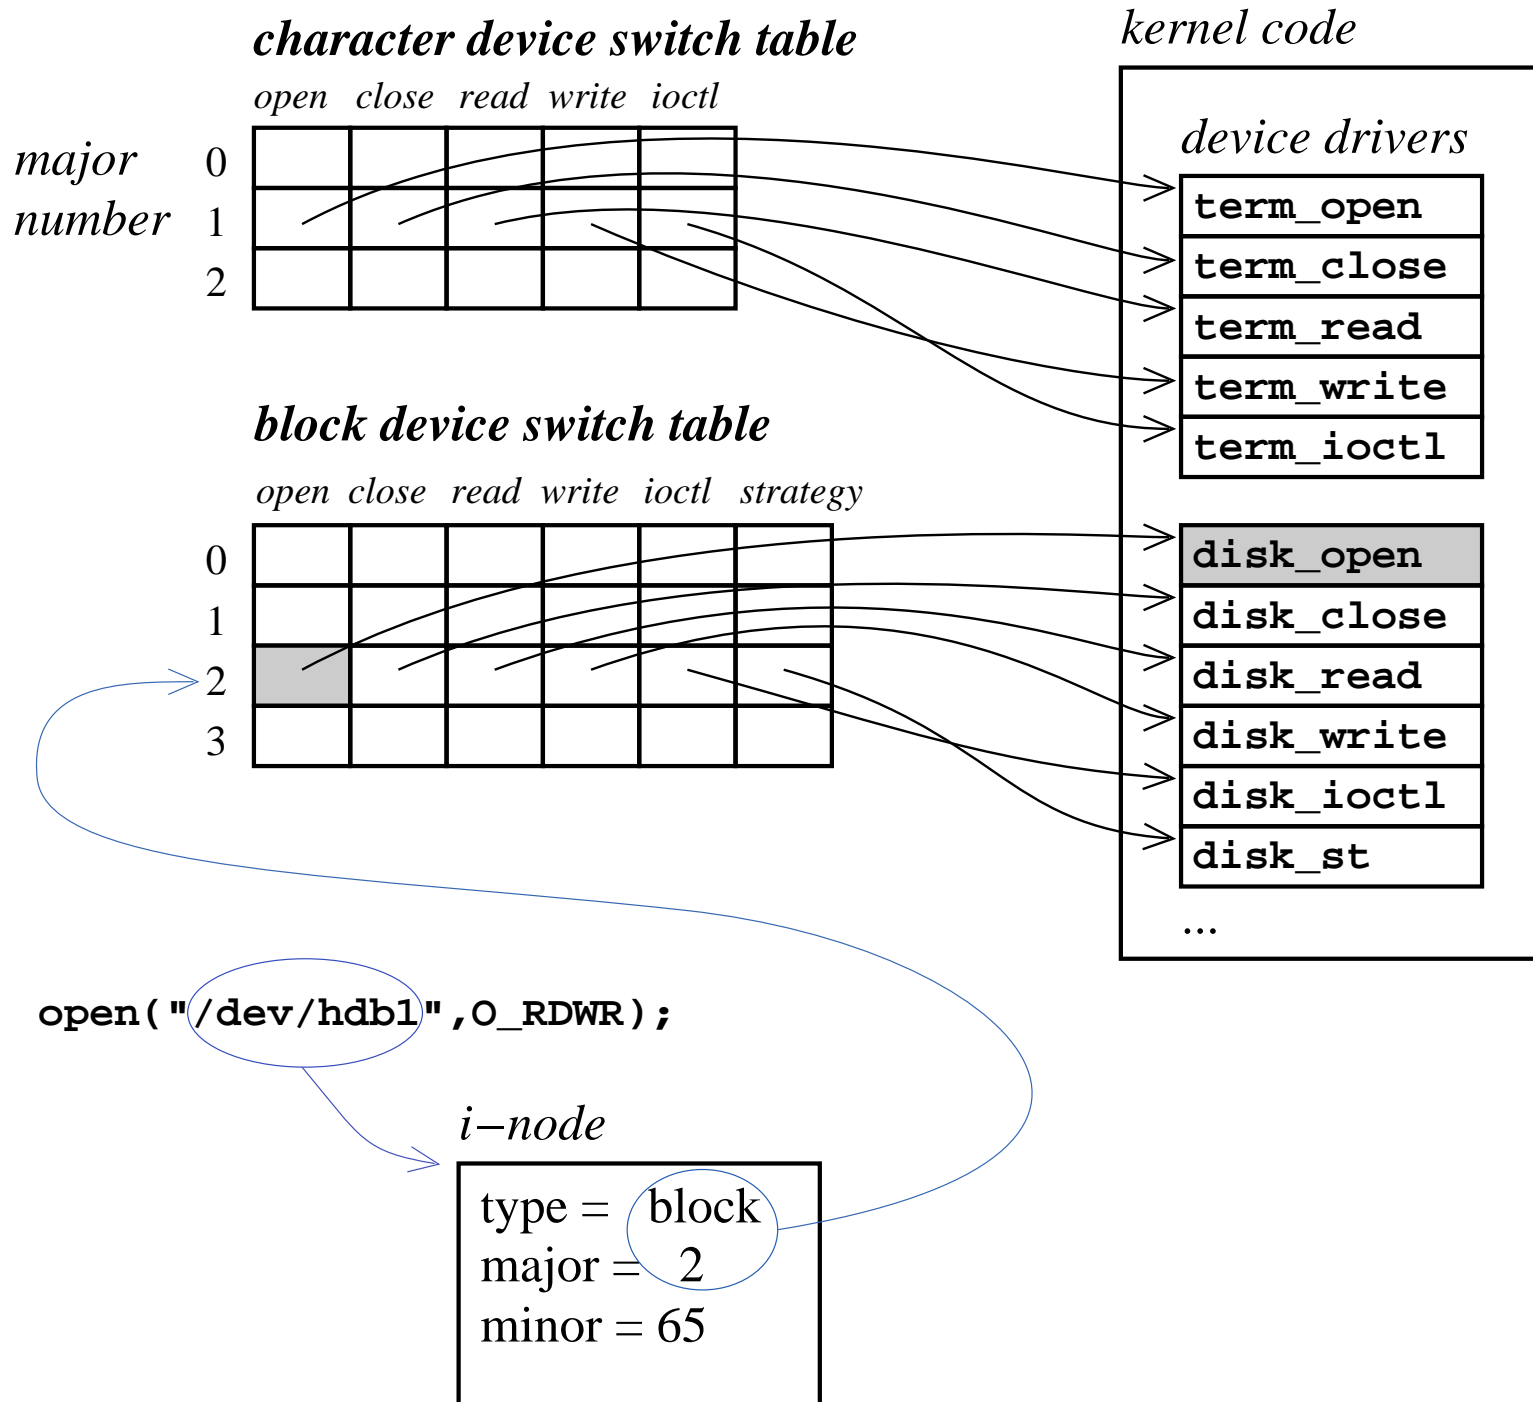 character device switch table
open close read write ioctl
major
number
0
1
2
block device switch table
open close read write ioctl strategy
0
1
2
3
kernel code
device drivers
term_open
term_close
term_read
term_write
term_ioctl
disk_open
disk_close
disk_read
disk_write
disk_ioctl
disk_st
...
open("/dev/hdb1",O_RDWR);
i−node
type = block
major = 2
minor = 65